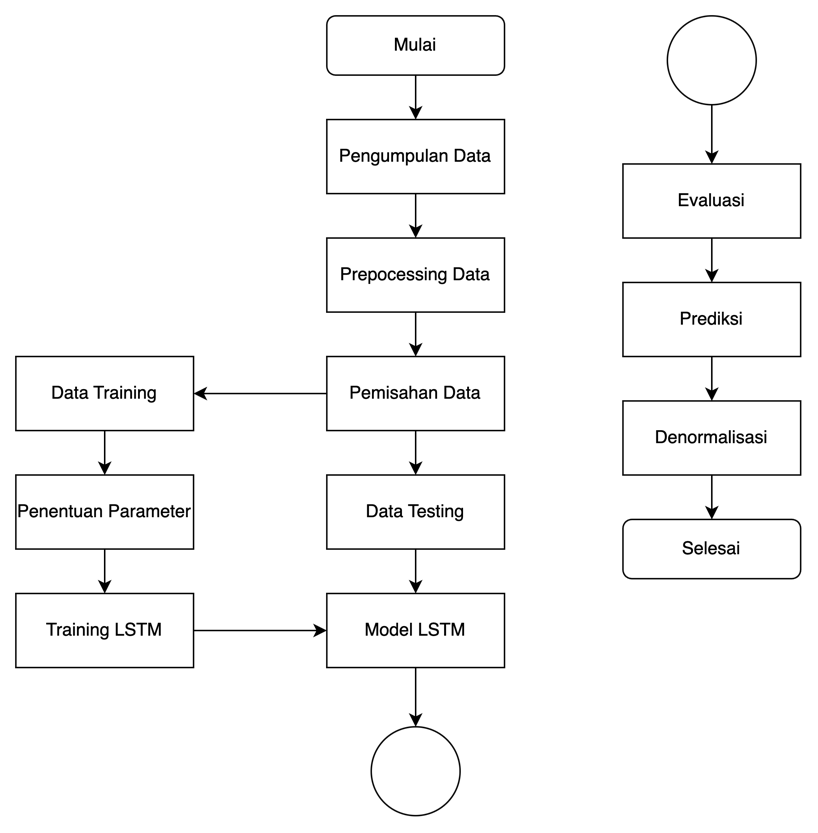 Mulai
Pengumpulan Data
Prepocessing Data
Pemisahan Data
Data Training
Penentuan Parameter
Training LSTM
Data Testing
Model LSTM
Evaluasi
Prediksi
Denormalisasi
Selesai